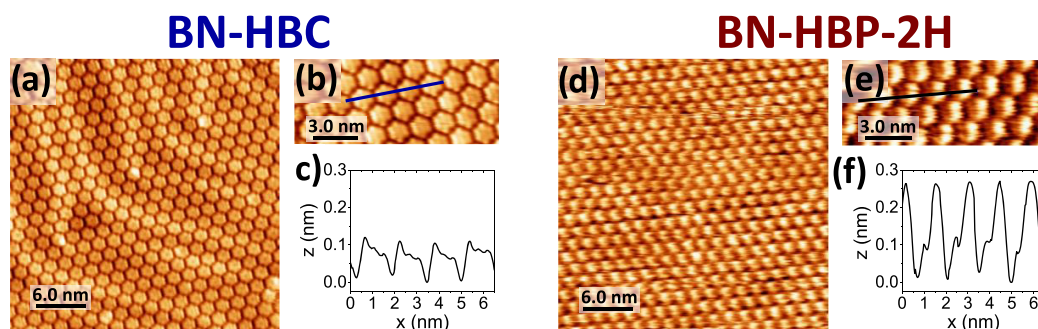 BN-HBC
BN-HBP-2H
(a)
(b)
3.0 nm
c)
0.3
0.2
0.1
0.0
z (nm)
0 1 2 3 4 5 6
x (nm)
6.0 nm
(d)
(e)
3.0 nm
(f)
0.3
0.2
0.1
0.0
z (nm)
0 1 2 3 4 5 6
x (nm)
6.0 nm